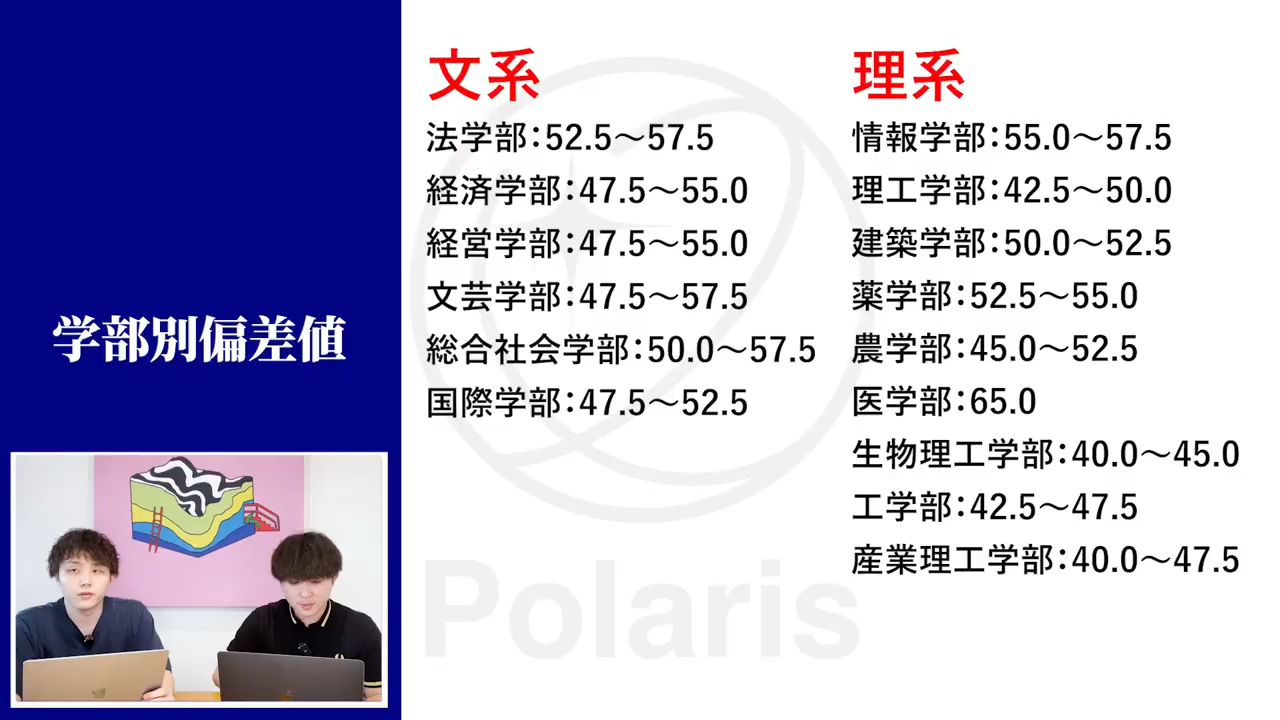 学部別偏差値
文系
法学部：52.5～57.5
経済学部：47.5～55.0
経営学部：47.5～55.0
文芸学部：47.5～57.5
総合社会学部：50.0～57.5
国際学部：47.5～52.5
理系
情報学部：55.0～57.5
理工学部：42.5～50.0
建築学部：50.0～52.5
薬学部：52.5～55.0
農学部：45.0～52.5
医学部：65.0
生物理工学部：40.0～45.0
工学部：42.5～47.5
産業理工学部：40.0～47.5
Polaris